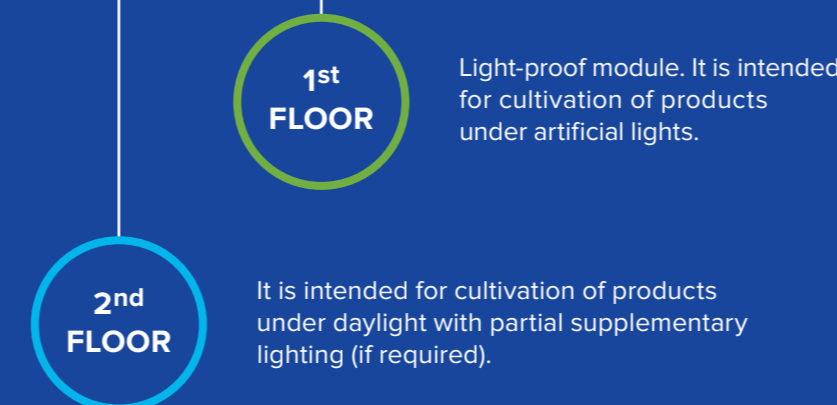 1st
FLOOR
Light-proof module. It is intended
for cultivation of products
under artificial lights.
2nd
FLOOR
It is intended for cultivation of products
under daylight with partial supplementary
lighting (if required).